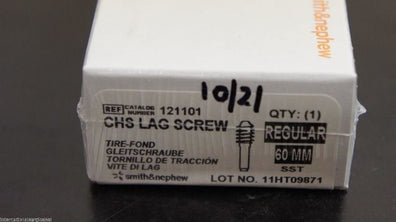 smith&nephew
10/21
REF CATALOG NUMBER 121101
QTY: (1)
CHS LAG SCREW
REGULAR
TIRE-FOND
60 MM
GLEITSCHRAUBE
TORNILLO DE TRACCIÓN
SST
VITE DI LAG
smith&nephew
LOT NO. 11HT09871